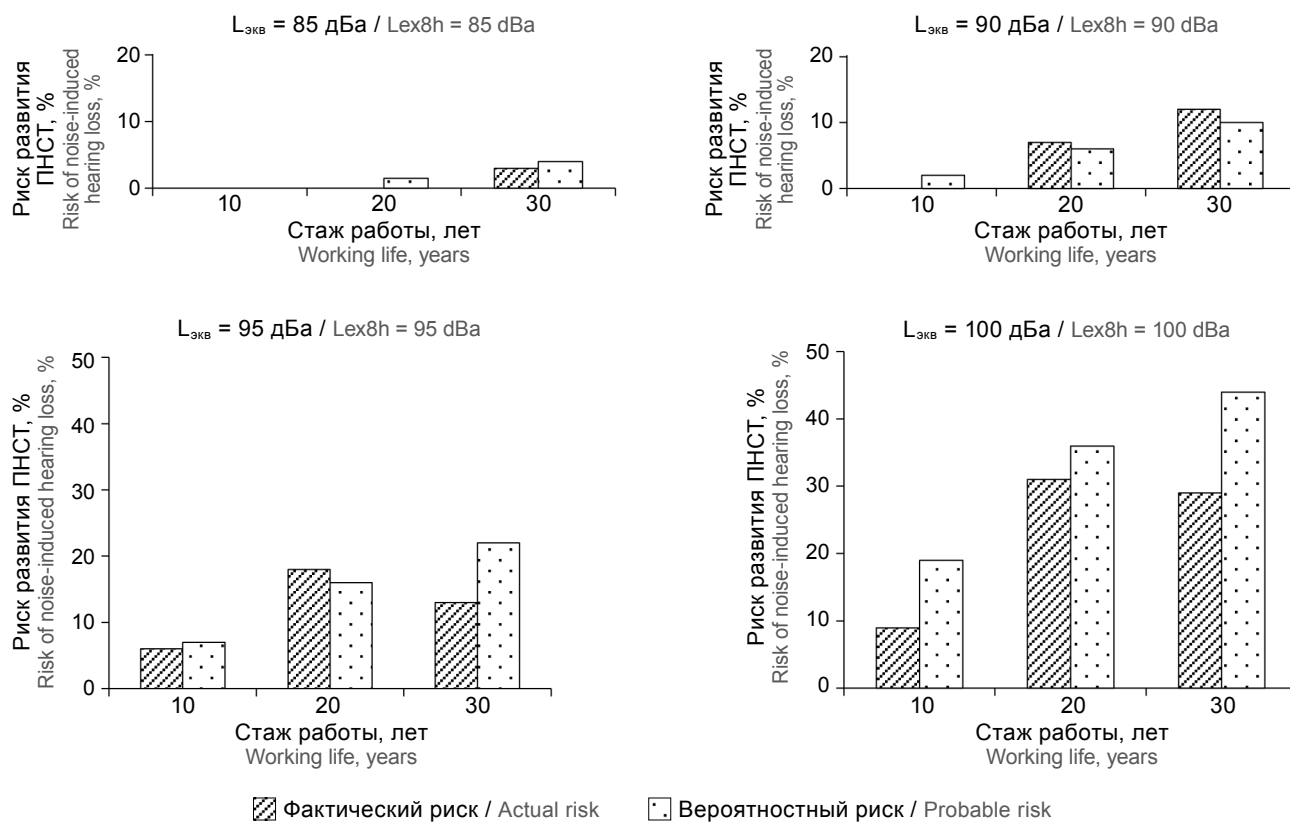 Lэкв = 85 дБа / Lex8h = 85 dBa
Риск развития
ПНСТ, %
Risk of noise-induced
hearing loss, %
20
10
0
10
20
30
Стаж работы, лет
Working life, years
Lэкв = 90 дБа / Lex8h = 90 dBa
Риск развития
ПНСТ, %
Risk of noise-induced
hearing loss, %
20
10
0
10
20
30
Стаж работы, лет
Working life, years
Lэкв = 95 дБа / Lex8h = 95 dBa
Риск развития ПНСТ, %
Risk of noise-induced hearing loss, %
50
40
30
20
10
0
10
20
30
Стаж работы, лет
Working life, years
Lэкв = 100 дБа / Lex8h = 100 dBa
Риск развития ПНСТ, %
Risk of noise-induced hearing loss, %
50
40
30
20
10
0
10
20
30
Стаж работы, лет
Working life, years
Фактический риск / Actual risk
Вероятностный риск / Probable risk